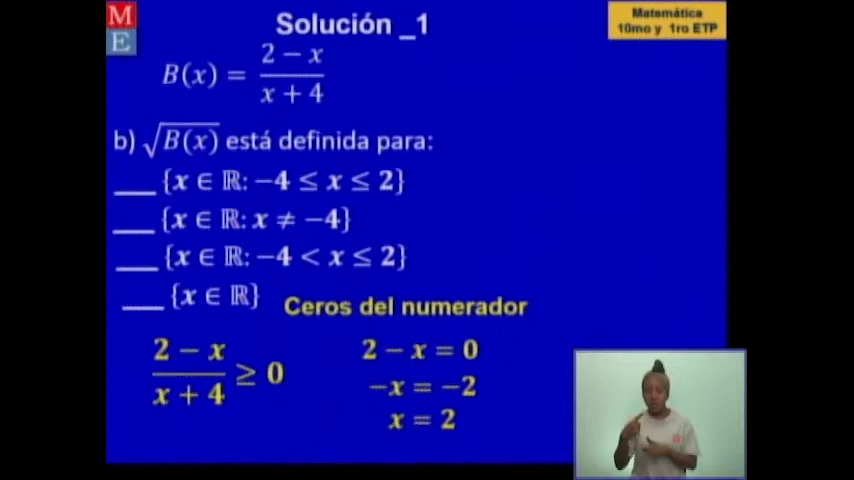 M
E
Solución _1
Matemática
10mo y 1ro ETP
B(x) = (2 − x)/(x + 4)
b) √B(x) está definida para:
___ {x ∈ ℝ: −4 ≤ x ≤ 2}
___ {x ∈ ℝ: x ≠ −4}
___ {x ∈ ℝ: −4 < x ≤ 2}
___ {x ∈ ℝ}
Ceros del numerador
(2 − x)/(x + 4) ≥ 0
2 − x = 0
−x = −2
x = 2